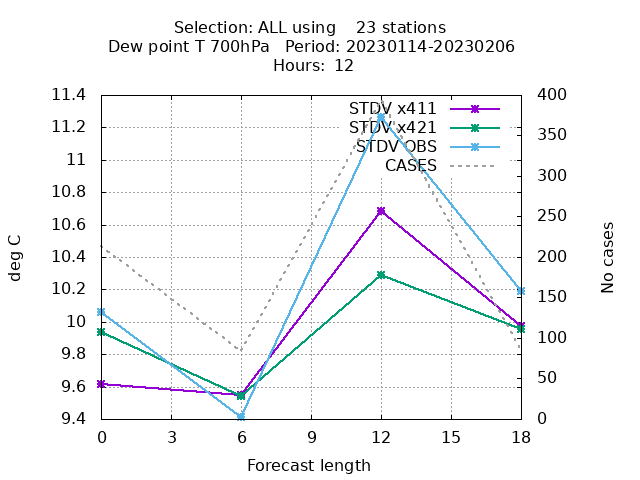 Selection: ALL using    23 stations
Dew point T 700hPa   Period: 20230114-20230206
Hours: 12
11.4
11.2
11
10.8
10.6
10.4
10.2
10
9.8
9.6
9.4
deg C
STDV x411
STDV x421
STDV OBS
CASES
400
350
300
250
200
150
100
50
0
No cases
0 3 6 9 12 15 18
Forecast length